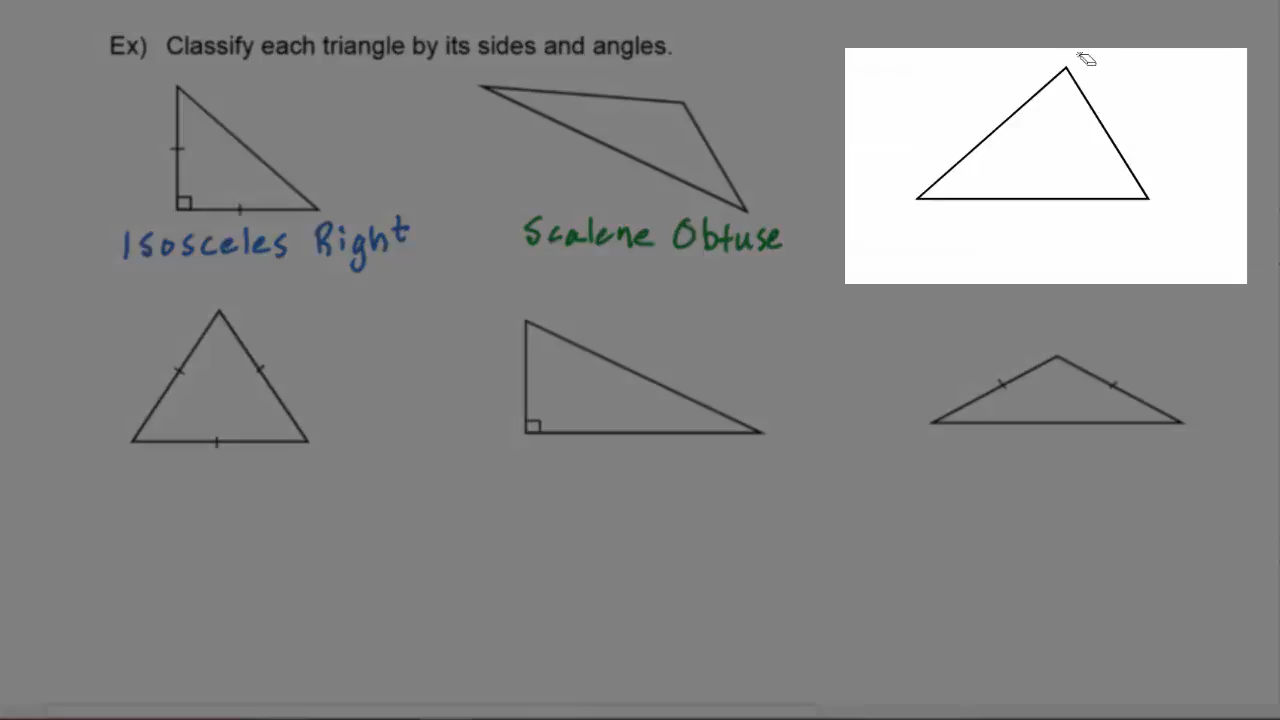 Ex) Classify each triangle by its sides and angles.
Isosceles Right
Scalene Obtuse